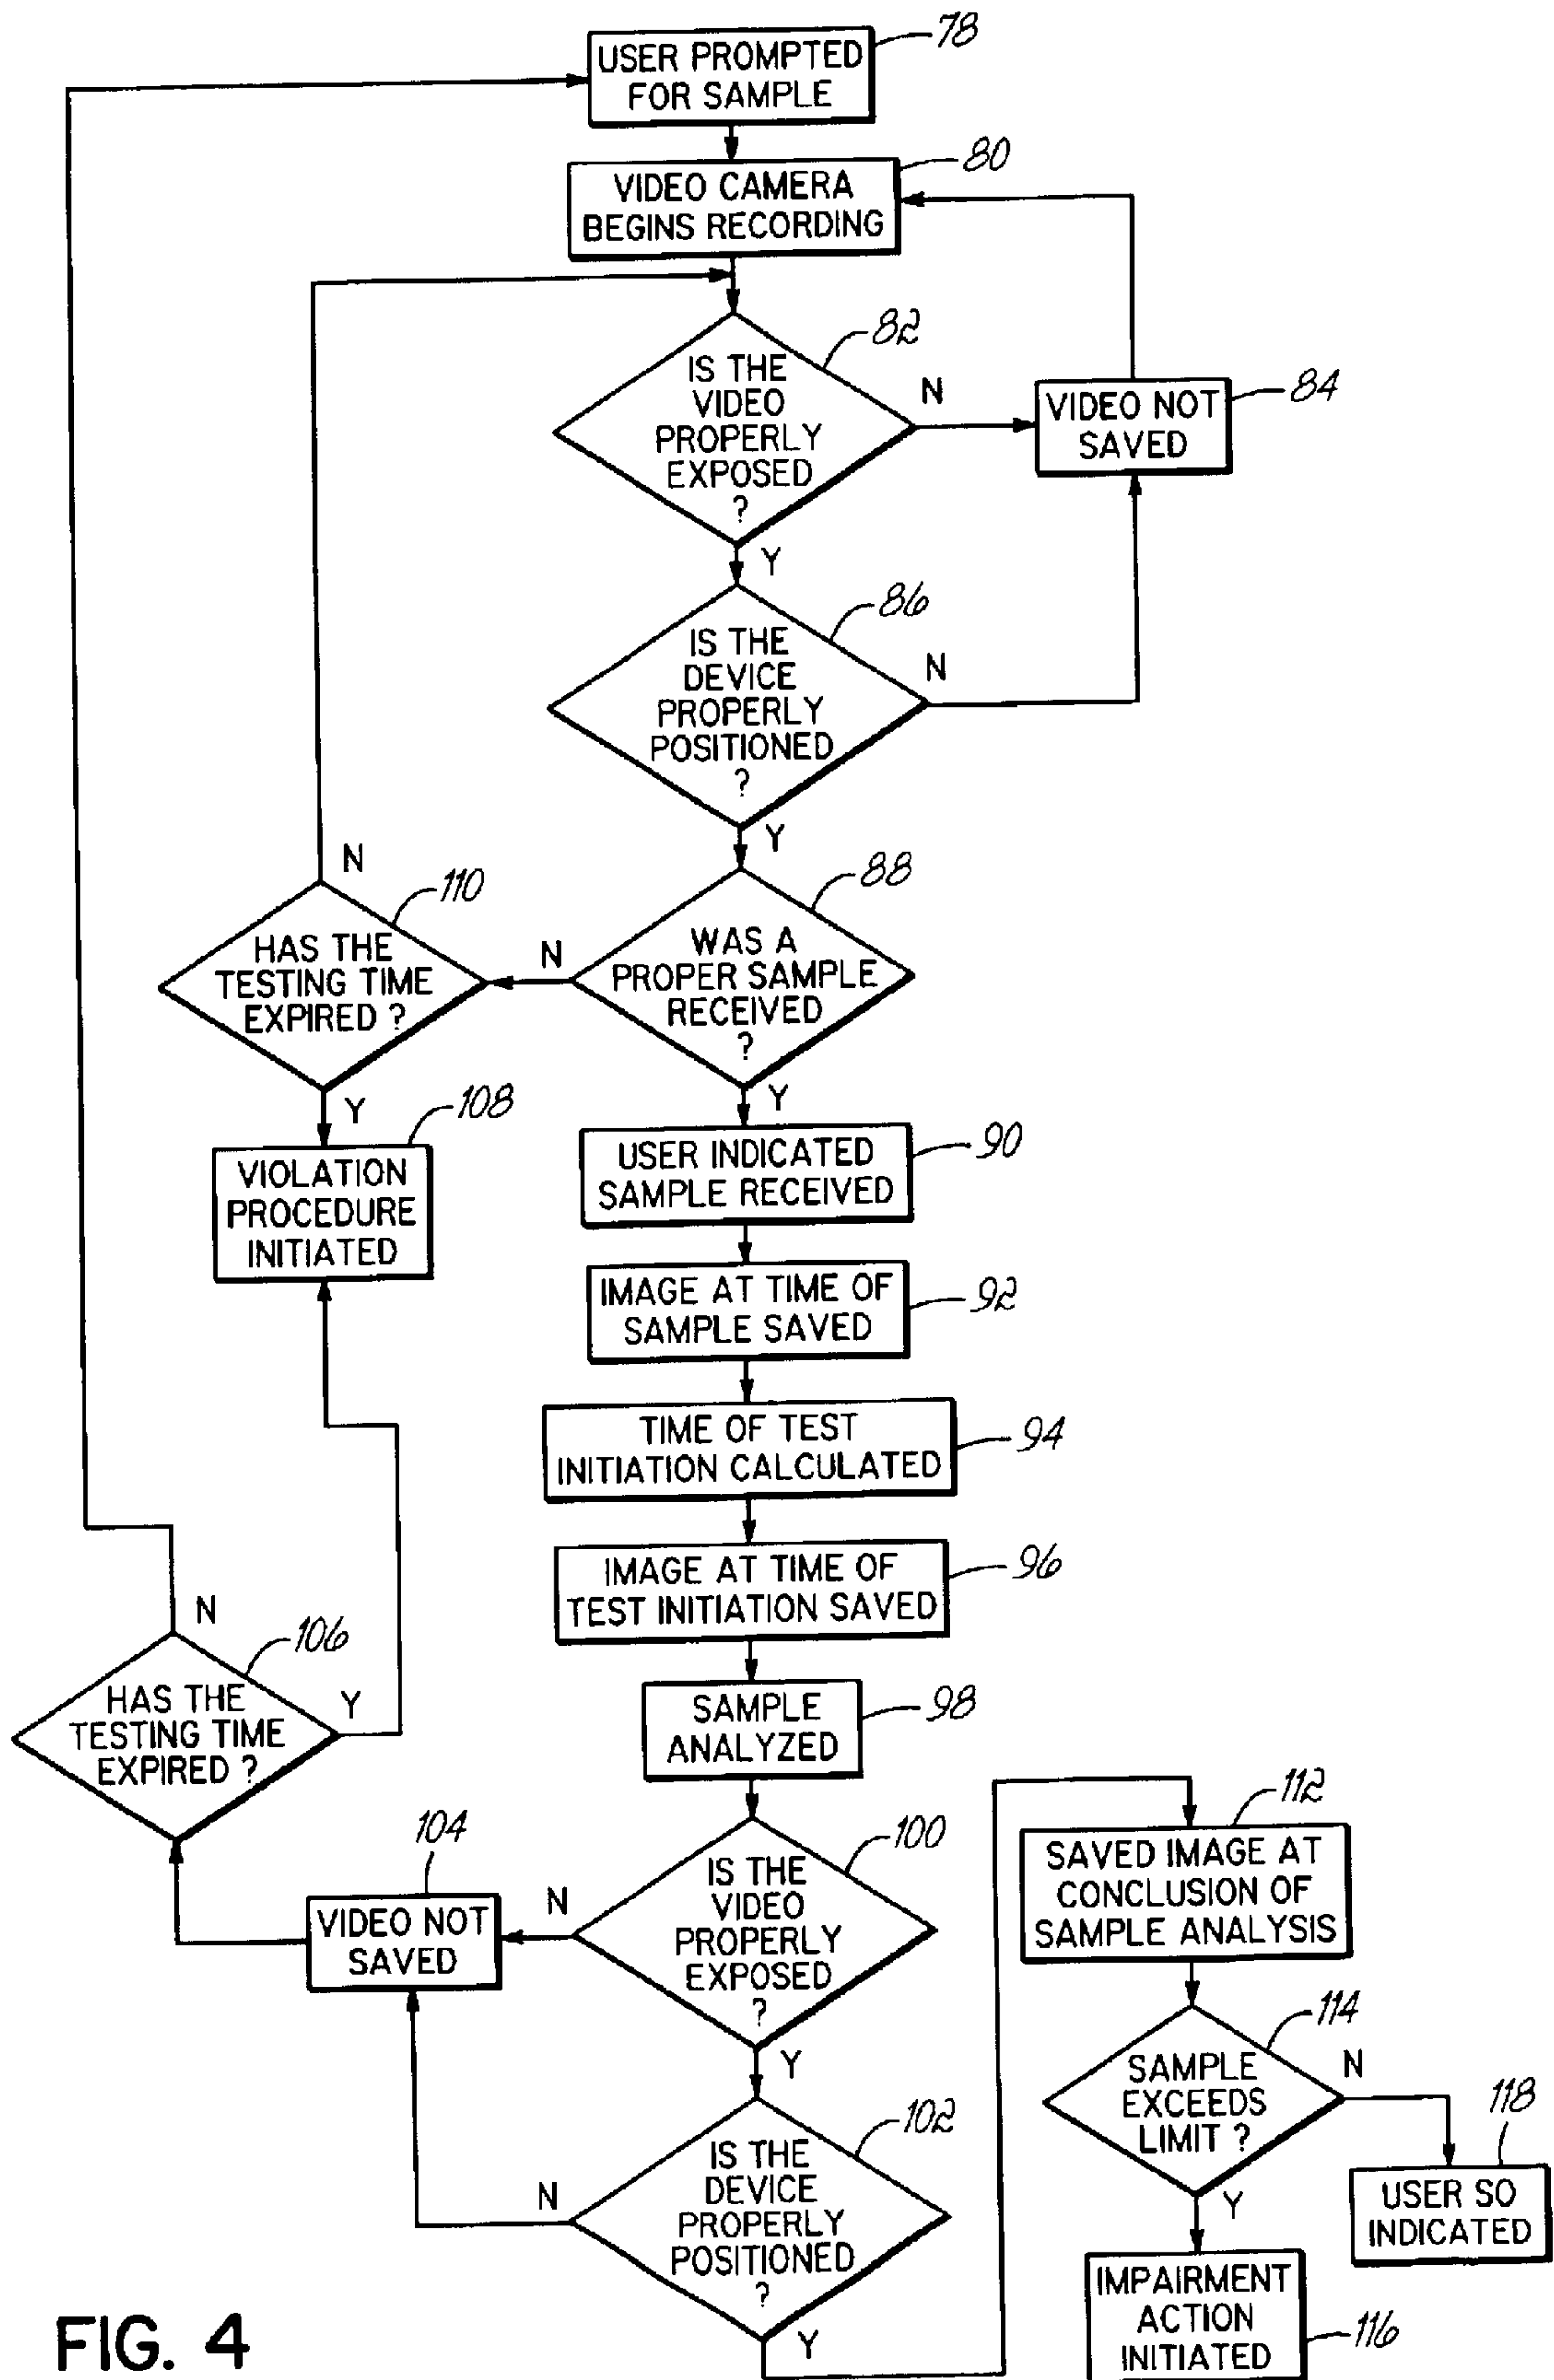 78
USER PROMPTED
FOR SAMPLE
80
VIDEO CAMERA
BEGINS RECORDING
82
IS THE
VIDEO
PROPERLY
EXPOSED
?
N
Y
84
VIDEO NOT
SAVED
86
IS THE
DEVICE
PROPERLY
POSITIONED
?
N
Y
88
WAS A
PROPER SAMPLE
RECEIVED
?
N
Y
110
HAS THE
TESTING TIME
EXPIRED ?
N
Y
108
VIOLATION
PROCEDURE
INITIATED
90
USER INDICATED
SAMPLE RECEIVED
92
IMAGE AT TIME OF
SAMPLE SAVED
94
TIME OF TEST
INITIATION CALCULATED
96
IMAGE AT TIME OF
TEST INITIATION SAVED
98
SAMPLE
ANALYZED
106
HAS THE
TESTING TIME
EXPIRED ?
N
Y
104
VIDEO NOT
SAVED
100
IS THE
VIDEO
PROPERLY
EXPOSED
?
N
Y
102
IS THE
DEVICE
PROPERLY
POSITIONED
?
N
Y
112
SAVED IMAGE AT
CONCLUSION OF
SAMPLE ANALYSIS
114
SAMPLE
EXCEEDS
LIMIT ?
N
Y
118
USER SO
INDICATED
116
IMPAIRMENT
ACTION
INITIATED
FIG. 4